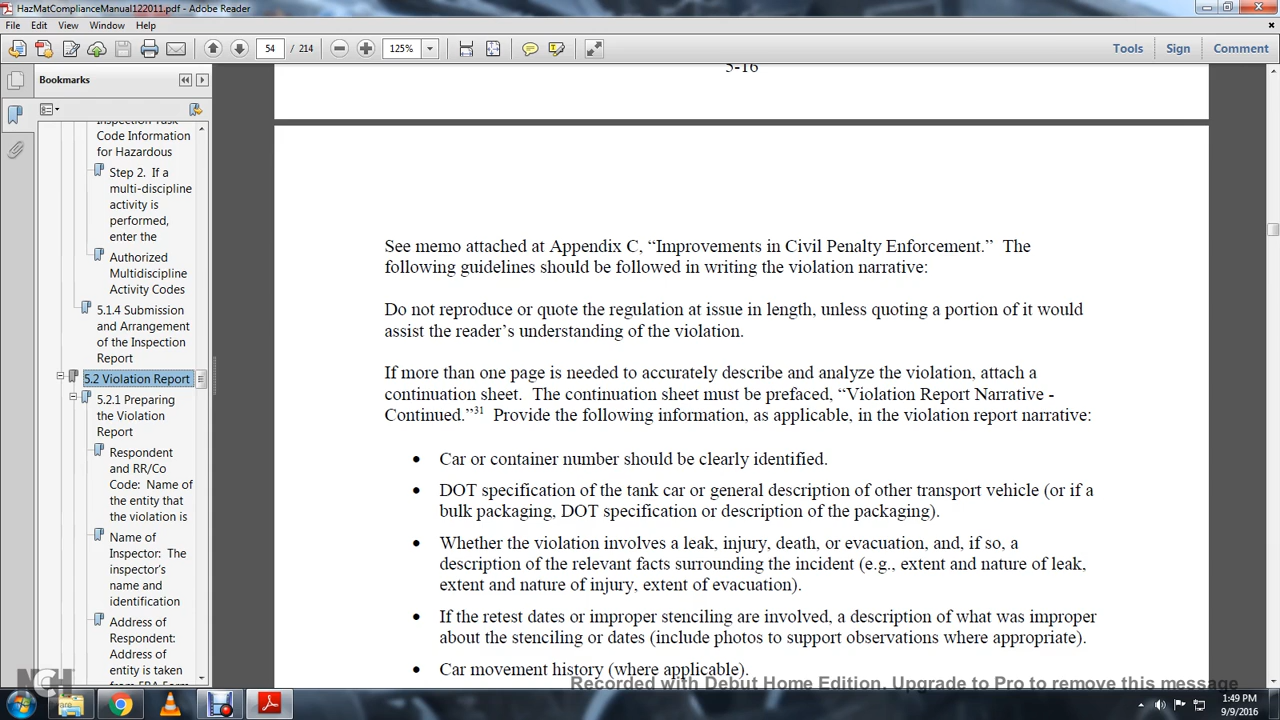 HazMatComplianceManual122011.pdf - Adobe Reader
File Edit View Window Help
54 / 214 125% Tools Sign Comment
Bookmarks
Inspection Task
Code Information
for Hazardous
Step 2. If a
multi-discipline
activity is
performed,
enter the
Authorized
Multidiscipline
Activity Codes
5.1.4 Submission
and Arrangement
of the Inspection
Report
5.2 Violation Report
5.2.1 Preparing
the Violation
Report
Respondent
and RR/Co
Code: Name of
the entity that
the violation is
Name of
Inspector: The
inspector's
name and
identification
Address of
Respondent:
Address of
entity is taken
from FRA Form
5-16
See memo attached at Appendix C, “Improvements in Civil Penalty Enforcement.” The
following guidelines should be followed in writing the violation narrative:
Do not reproduce or quote the regulation at issue in length, unless quoting a portion of it would
assist the reader’s understanding of the violation.
If more than one page is needed to accurately describe and analyze the violation, attach a
continuation sheet. The continuation sheet must be prefaced, “Violation Report Narrative -
Continued.”31 Provide the following information, as applicable, in the violation report narrative:
• Car or container number should be clearly identified.
• DOT specification of the tank car or general description of other transport vehicle (or if a
bulk packaging, DOT specification or description of the packaging).
• Whether the violation involves a leak, injury, death, or evacuation, and, if so, a
description of the relevant facts surrounding the incident (e.g., extent and nature of leak,
extent and nature of injury, extent of evacuation).
• If the retest dates or improper stenciling are involved, a description of what was improper
about the stenciling or dates (include photos to support observations where appropriate).
• Car movement history (where applicable).
Recorded with Debut Home Edition. Upgrade to Pro to remove this message
NCH
1:49 PM
9/9/2016